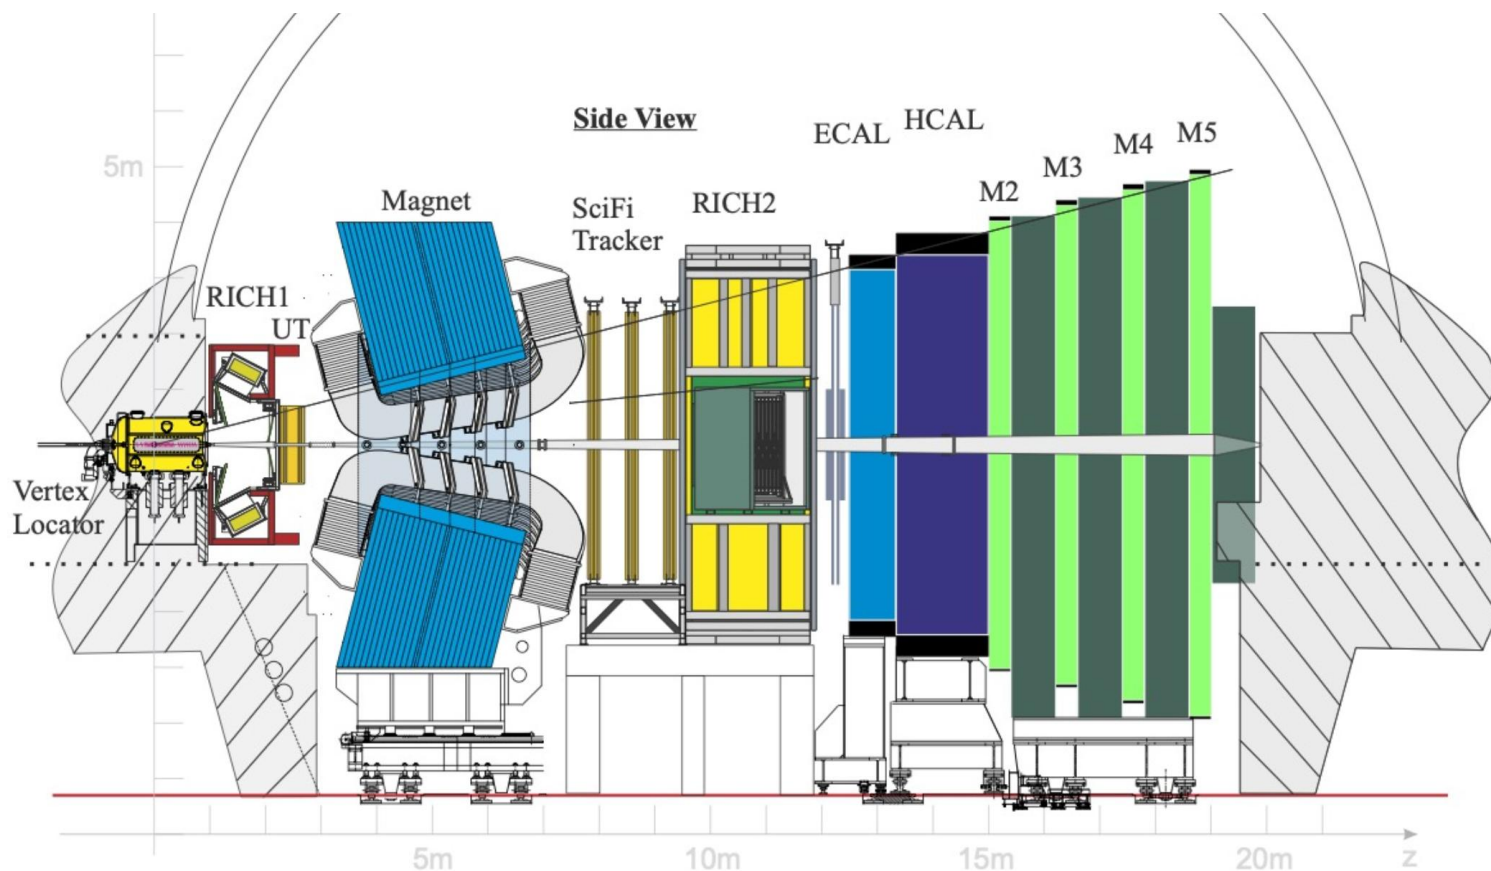 Side View
ECAL
HCAL
M5
M4
M3
M2
5m
Magnet
SciFi
Tracker
RICH2
RICH1
UT
Vertex
Locator
5m
10m
15m
20m
z